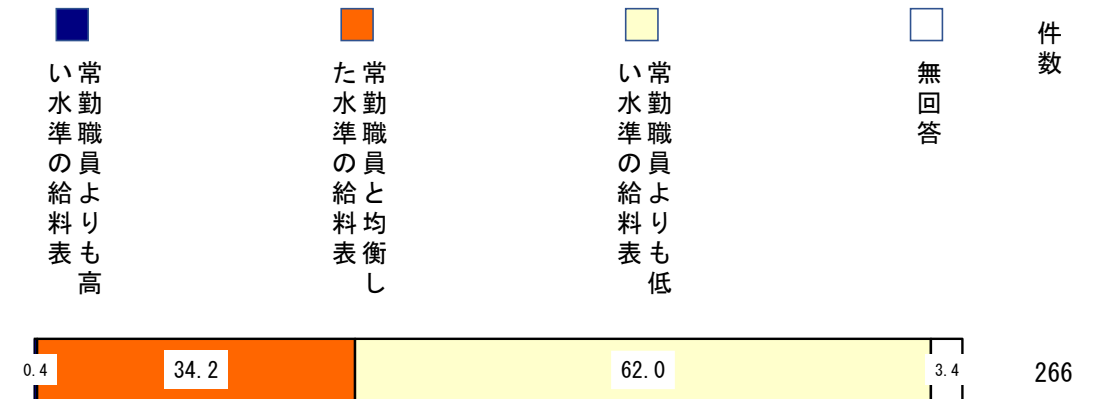 常勤職員よりも高
い水準の給料表
常勤職員と均衡し
た水準の給料表
常勤職員よりも低
い水準の給料表
無回答
件数
0.4
34.2
62.0
3.4
266